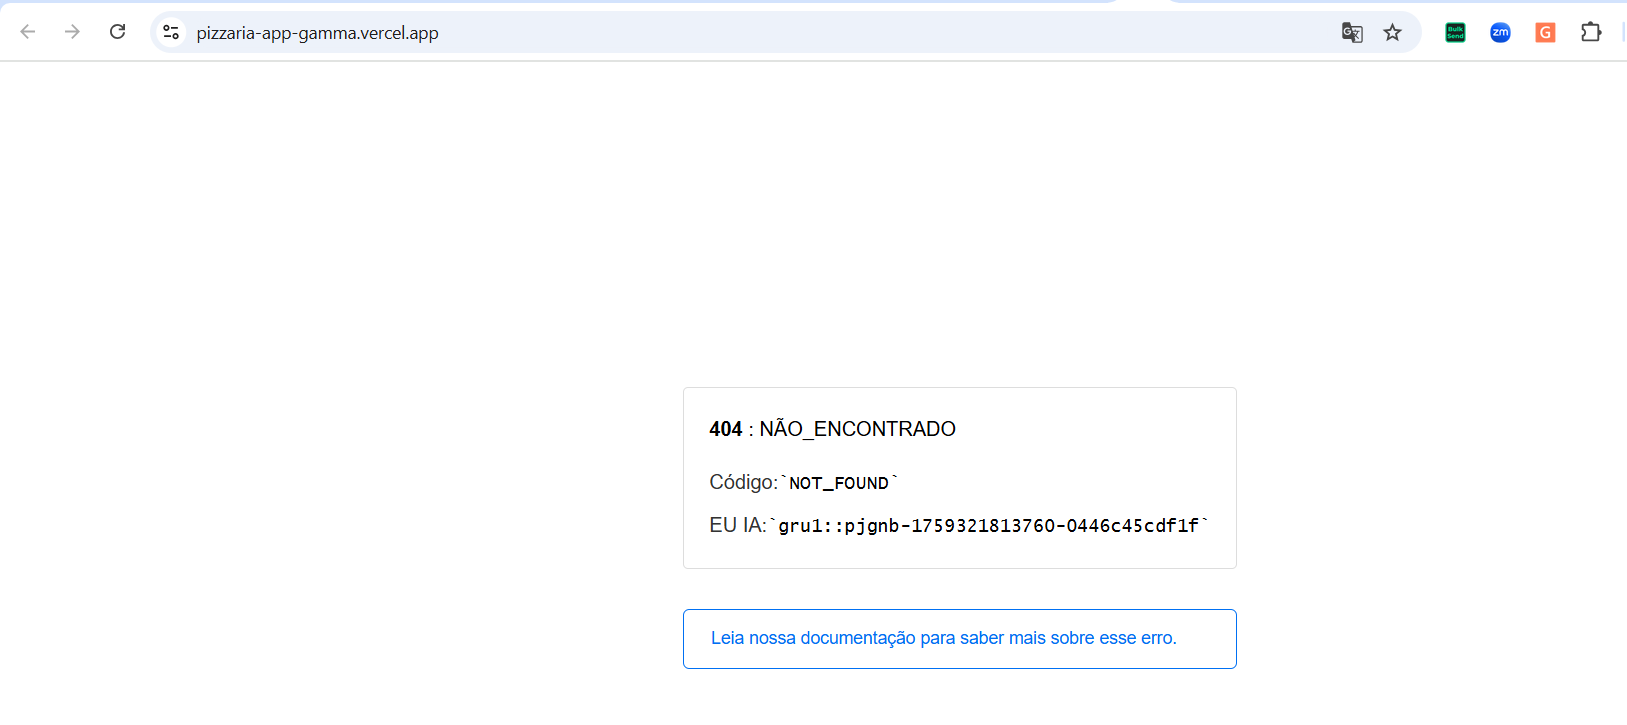 pizzaria-app-gamma.vercel.app
Bulk
Send
zm
G
404 : NÃO_ENCONTRADO
Código:`NOT_FOUND`
EU IA:`gru1::pjgnb-1759321813760-0446c45cdf1f`
Leia nossa documentação para saber mais sobre esse erro.